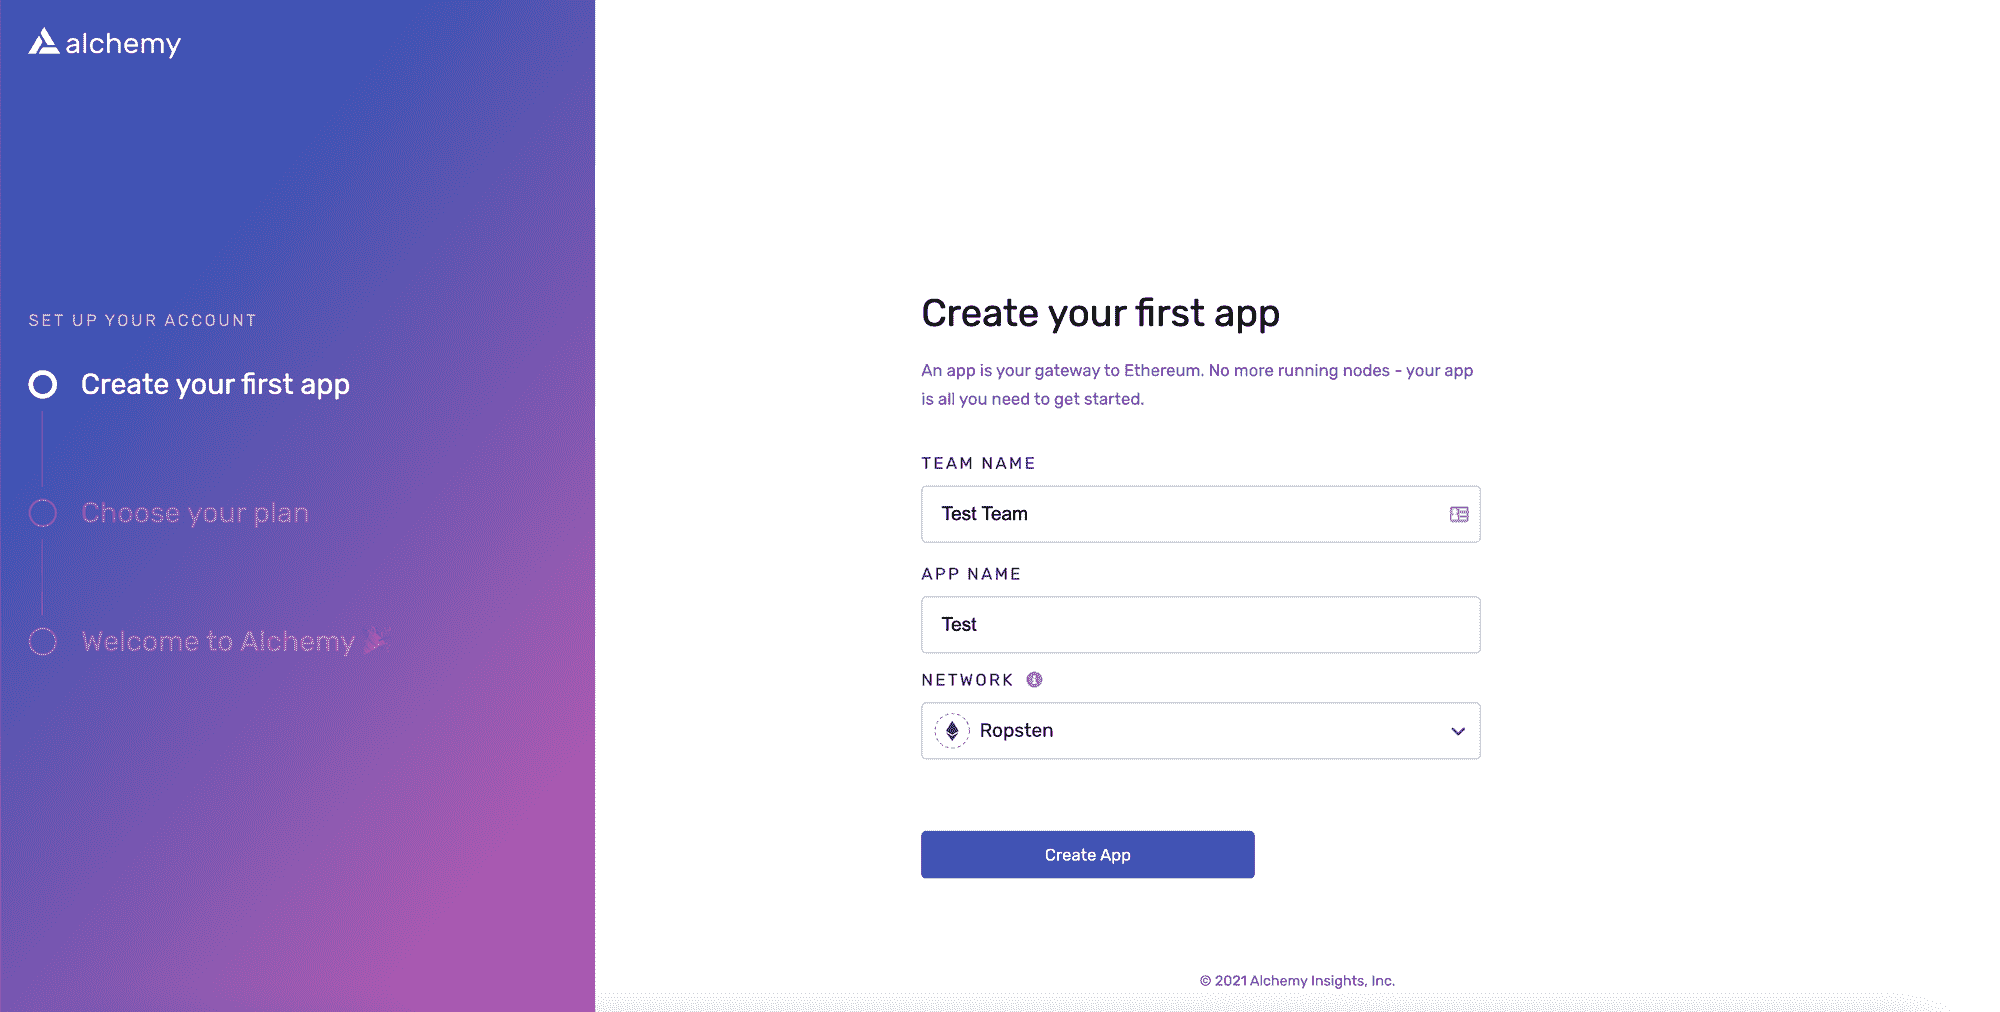 alchemy
SET UP YOUR ACCOUNT
Create your first app
Choose your plan
Welcome to Alchemy
Create your first app
An app is your gateway to Ethereum. No more running nodes - your app
is all you need to get started.
TEAM NAME
Test Team
APP NAME
Test
NETWORK
Ropsten
Create App
© 2021 Alchemy Insights, Inc.